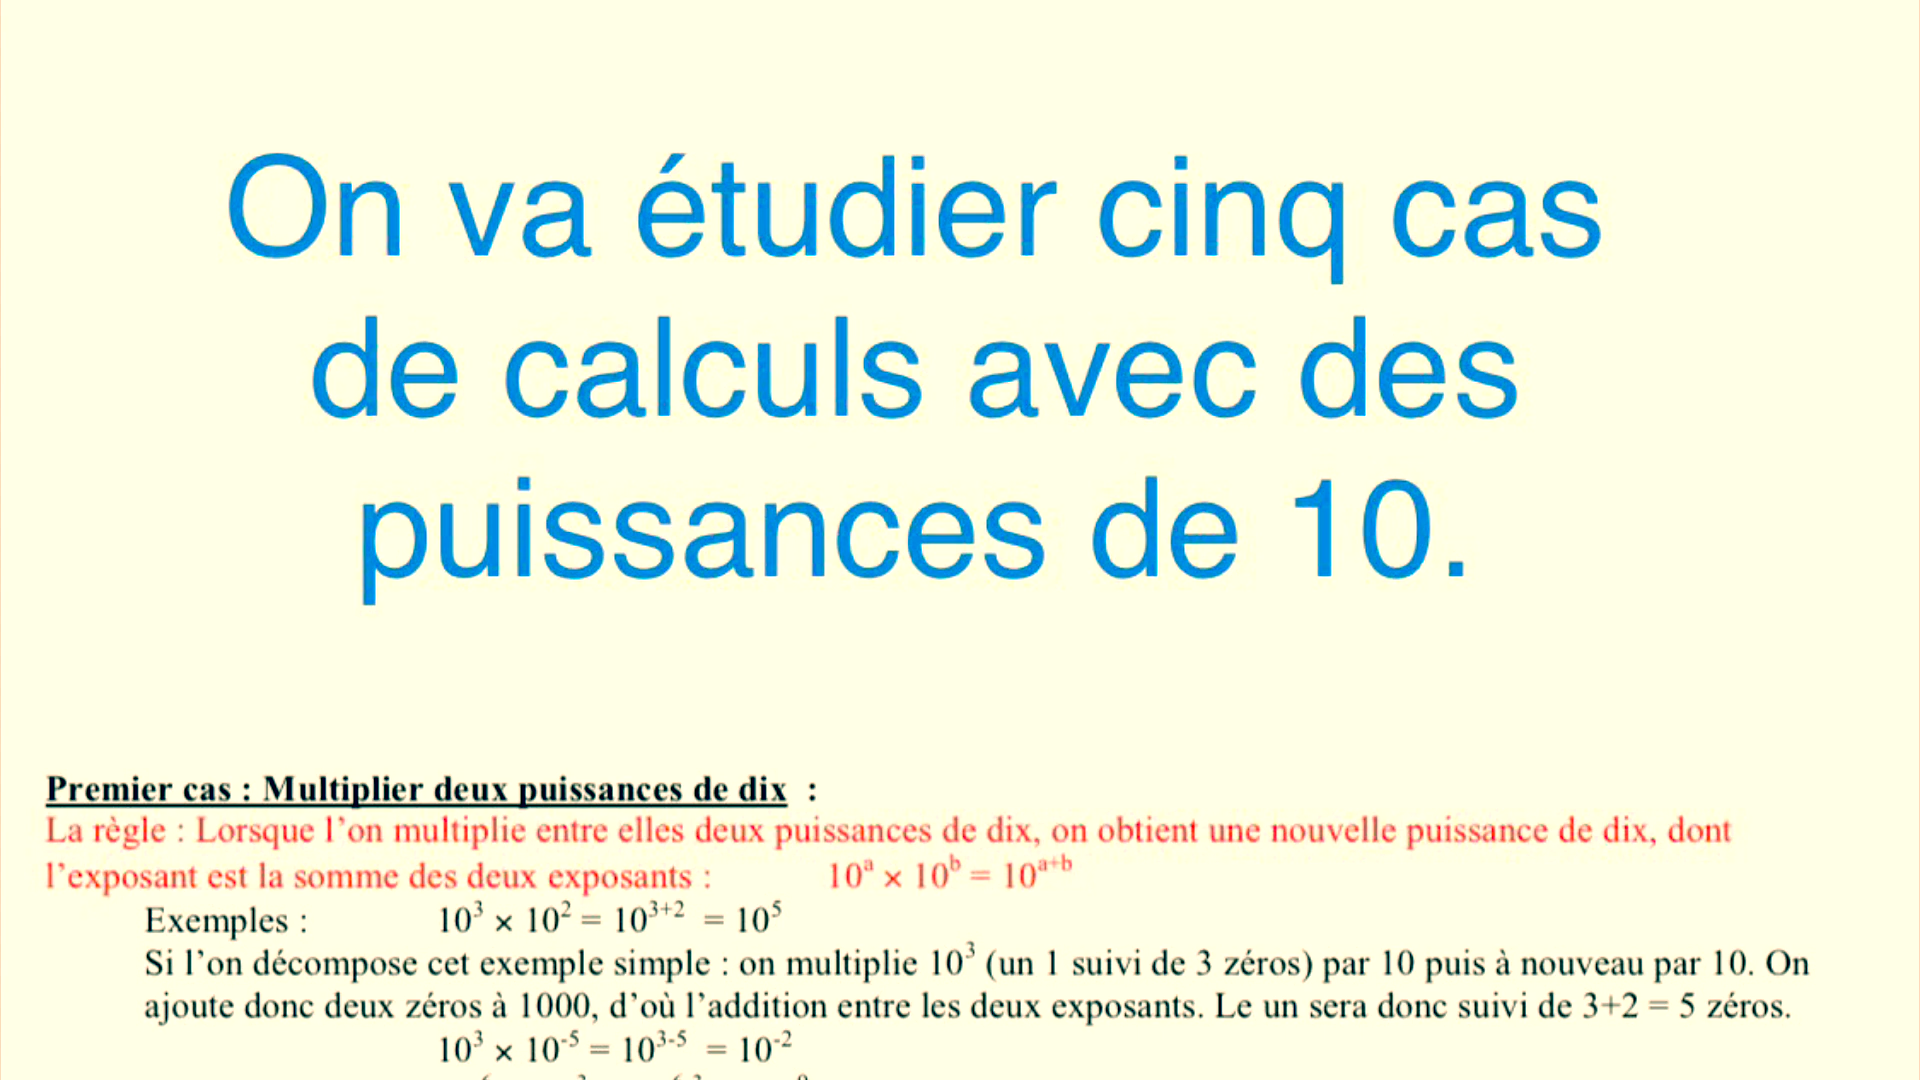 On va étudier cinq cas
de calculs avec des
puissances de 10.
Premier cas : Multiplier deux puissances de dix :
La règle : Lorsque l’on multiplie entre elles deux puissances de dix, on obtient une nouvelle puissance de dix, dont
l’exposant est la somme des deux exposants : 10ᵃ × 10ᵇ = 10ᵃ⁺ᵇ
Exemples : 10³ × 10² = 10³⁺² = 10⁵
Si l’on décompose cet exemple simple : on multiplie 10³ (un 1 suivi de 3 zéros) par 10 puis à nouveau par 10. On
ajoute donc deux zéros à 1000, d’où l’addition entre les deux exposants. Le un sera donc suivi de 3+2 = 5 zéros.
10³ × 10⁻⁵ = 10³⁻⁵ = 10⁻²